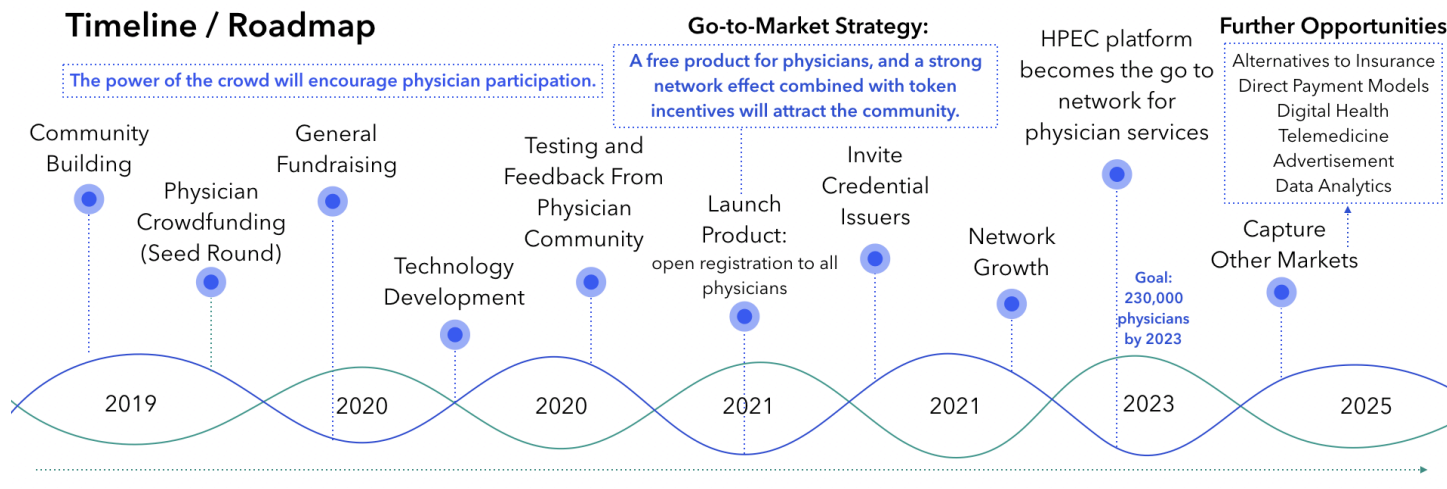 Timeline / Roadmap
The power of the crowd will encourage physician participation.
Go-to-Market Strategy:
A free product for physicians, and a strong
network effect combined with token
incentives will attract the community.
Further Opportunities
Alternatives to Insurance
Direct Payment Models
Digital Health
Telemedicine
Advertisement
Data Analytics
Community
Building
Physician
Crowdfunding
(Seed Round)
General
Fundraising
Technology
Development
Testing and
Feedback From
Physician
Community
Launch
Product:
open registration to all
physicians
Invite
Credential
Issuers
Network
Growth
HPEC platform
becomes the go to
network for
physician services
Goal:
230,000
physicians
by 2023
Capture
Other Markets
2019
2020
2020
2021
2021
2023
2025